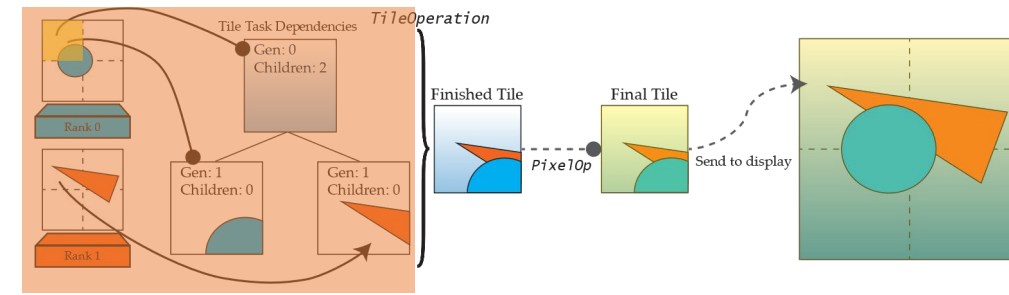 TileOperation
Tile Task Dependencies
Gen: 0
Children: 2
Rank 0
Gen: 1
Children: 0
Gen: 1
Children: 0
Rank 1
Finished Tile
PixelOp
Final Tile
Send to display